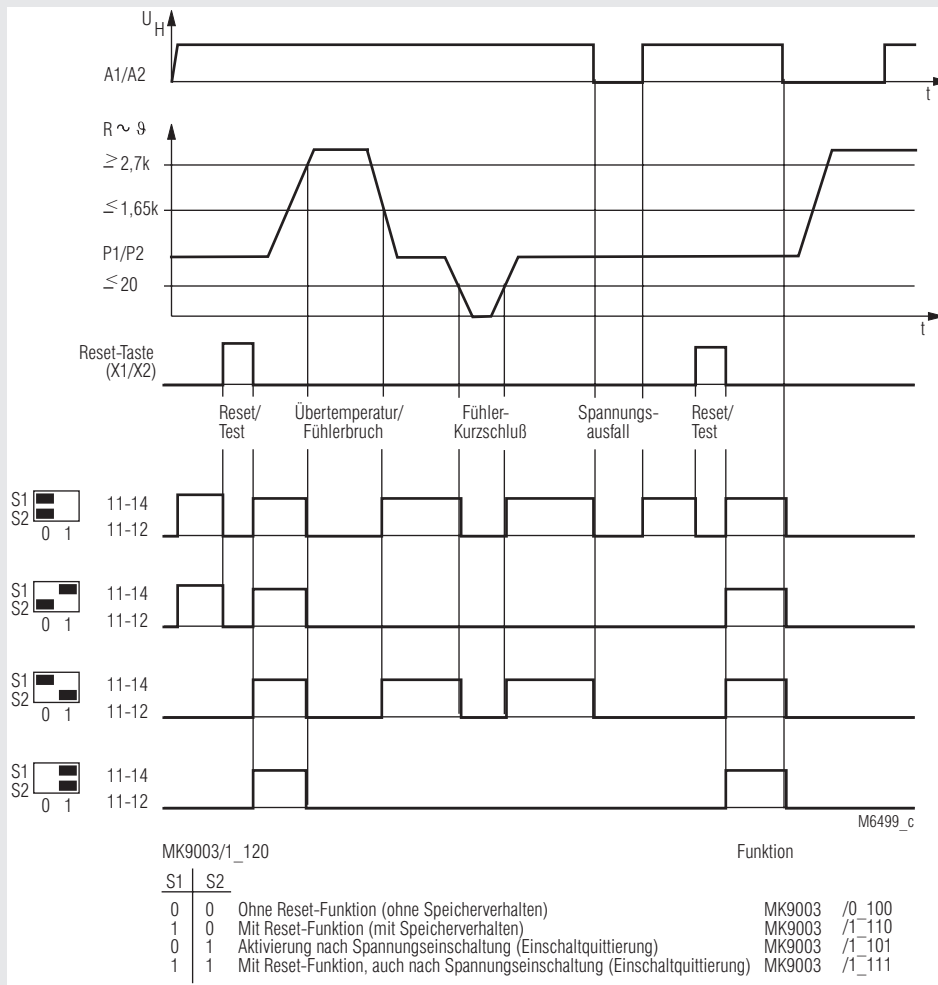 U H
A1/A2
t
R ~ ϑ
≥ 2,7k
≤ 1,65k
P1/P2
≤ 20
t
Reset-Taste
(X1/X2)
Reset/
Test
Übertemperatur/
Fühlerbruch
Fühler-
Kurzschluß
Spannungs-
ausfall
Reset/
Test
S1
S2
0 1
11-14
11-12
S1
S2
0 1
11-14
11-12
S1
S2
0 1
11-14
11-12
S1
S2
0 1
11-14
11-12
M6499_c
MK9003/1_120 Funktion
S1 S2
0 0 Ohne Reset-Funktion (ohne Speicherverhalten) MK9003 /0_100
1 0 Mit Reset-Funktion (mit Speicherverhalten) MK9003 /1_110
0 1 Aktivierung nach Spannungseinschaltung (Einschaltquittierung) MK9003 /1_101
1 1 Mit Reset-Funktion, auch nach Spannungseinschaltung (Einschaltquittierung) MK9003 /1_111